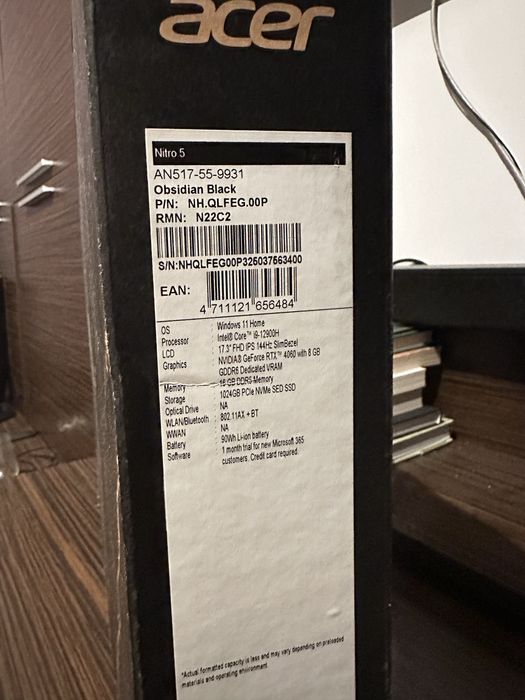 acer
Nitro 5
AN517-55-9931
Obsidian Black
P/N: NH.QLFEG.00P
RMN: N22C2
S/N:NHQLFEG00P325037563400
EAN:
4 711121 656484
OS : Windows 11 Home
Processor : Intel® Core™ i9-12900H
LCD : 17.3" FHD IPS 144Hz SlimBezel
Graphics : NVIDIA® GeForce RTX™ 4060 with 8 GB
GDDR6 Dedicated VRAM
Memory : 16 GB DDR5 Memory
Storage : 1024GB PCIe NVMe SED SSD
Optical Drive : NA
WLAN/Bluetooth : 802.11AX + BT
WWAN : NA
Battery : 90Wh Li-ion battery
Software : 1 month trial for new Microsoft 365
customers. Credit card required.
*Actual formatted capacity is less and may vary depending on preloaded
materials and operating environment.